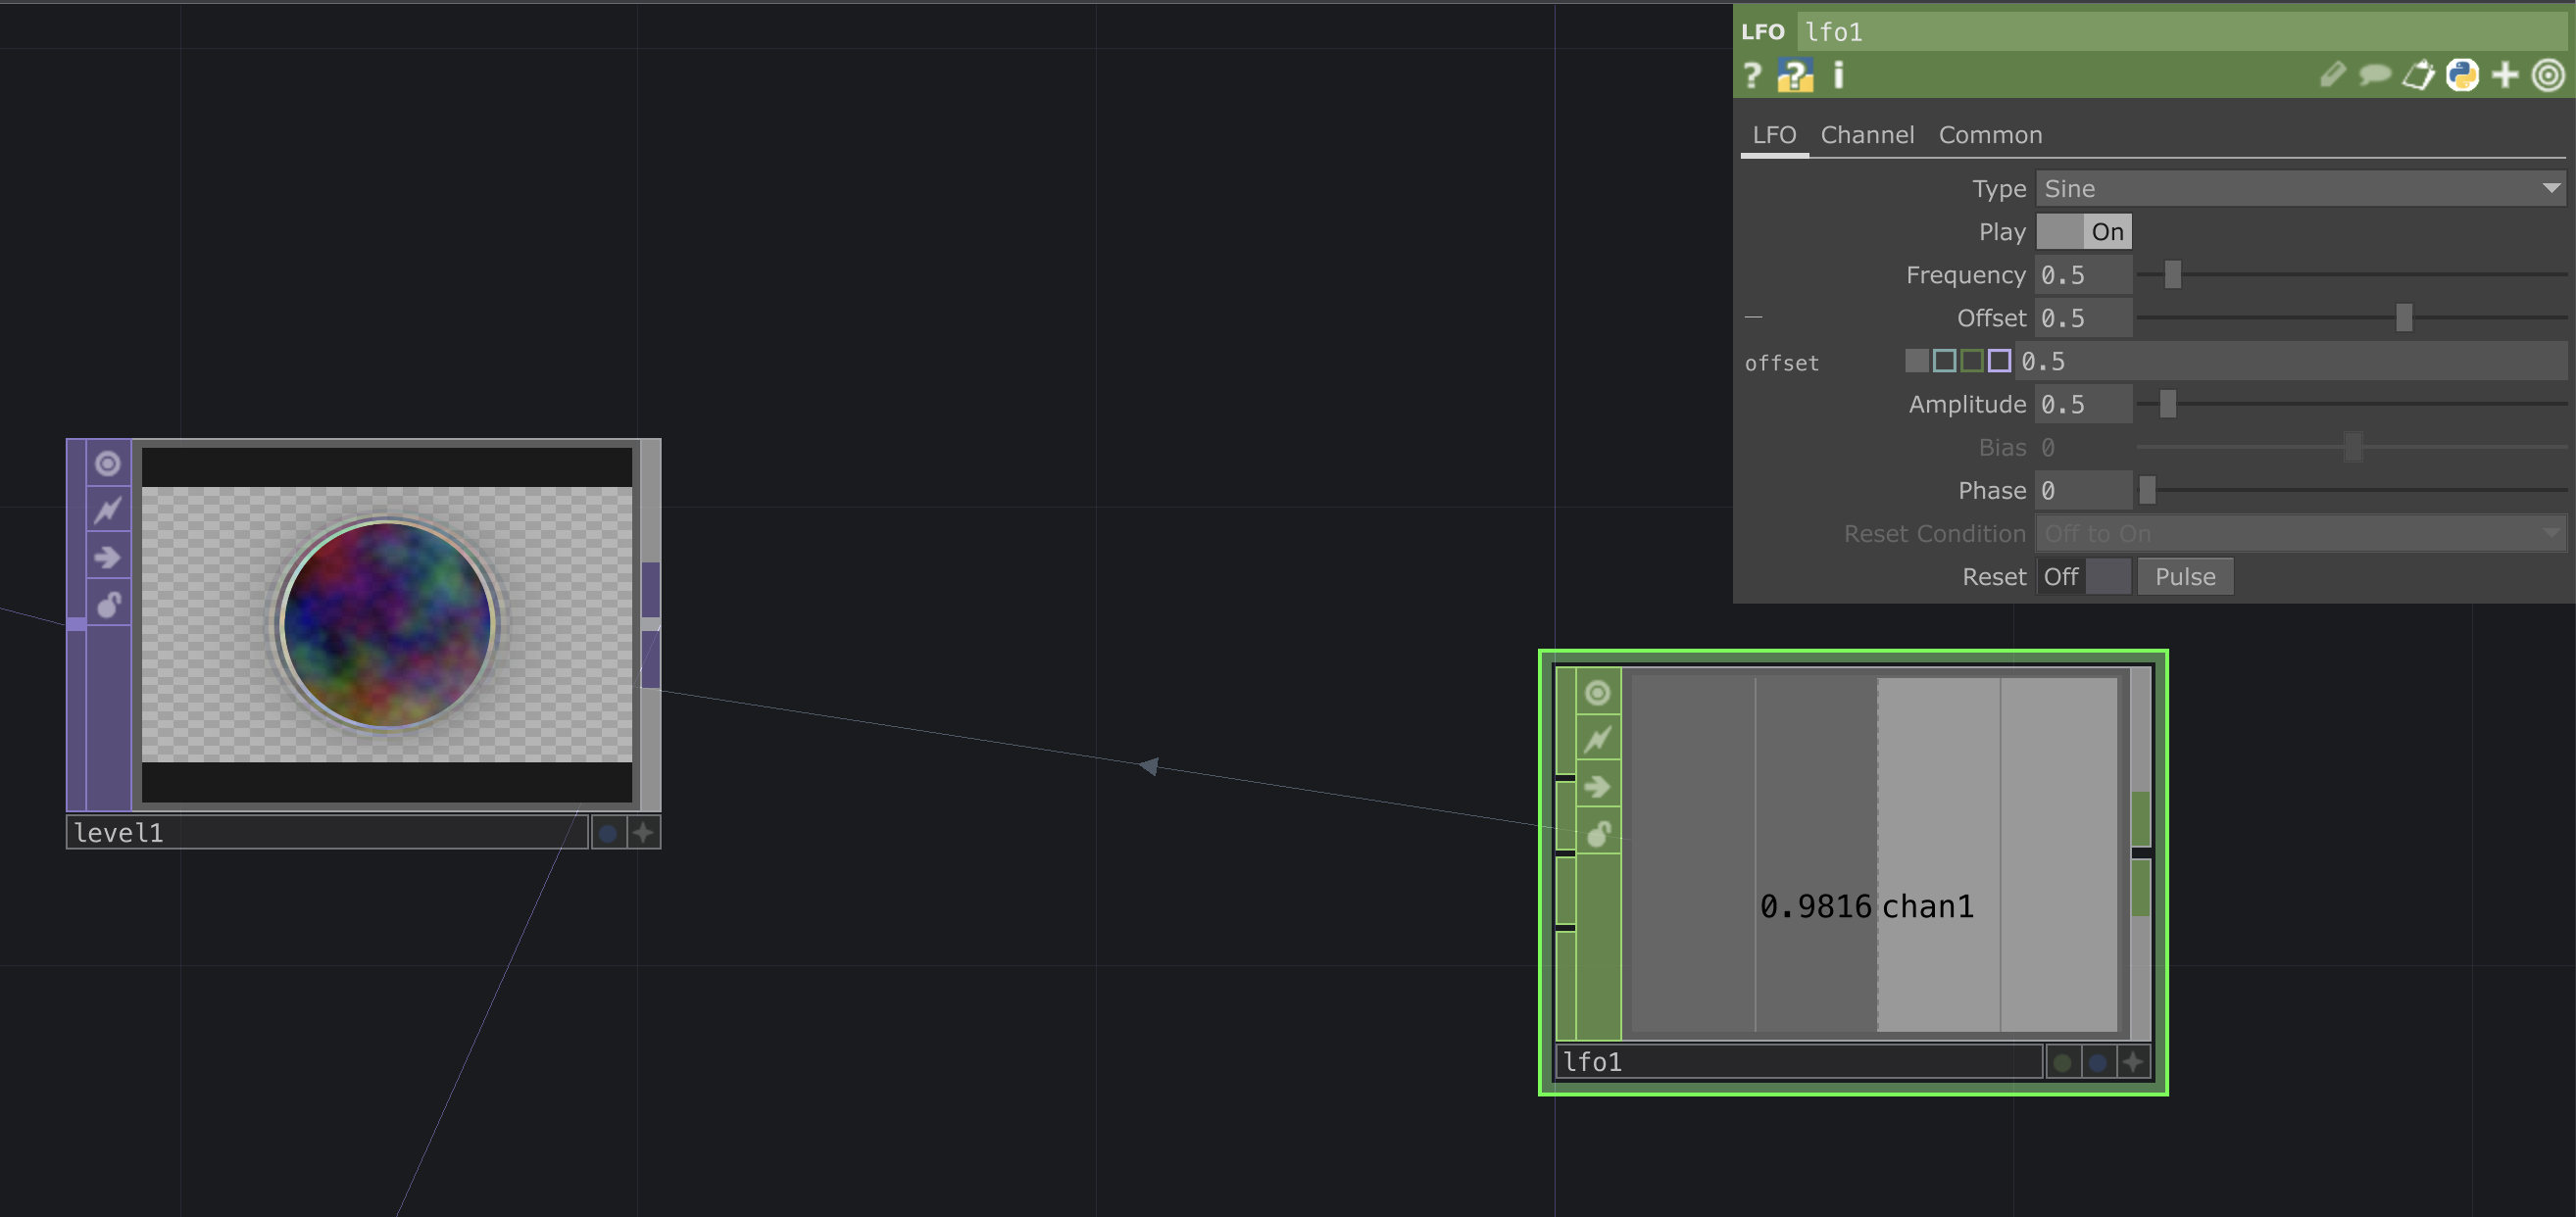 LFO lfo1
? ? i
LFO Channel Common
Type Sine
Play On
Frequency 0.5
Offset 0.5
offset 0.5
Amplitude 0.5
Bias 0
Phase 0
Reset Condition Off to On
Reset Off Pulse
level1
0.9816 chan1
lfo1